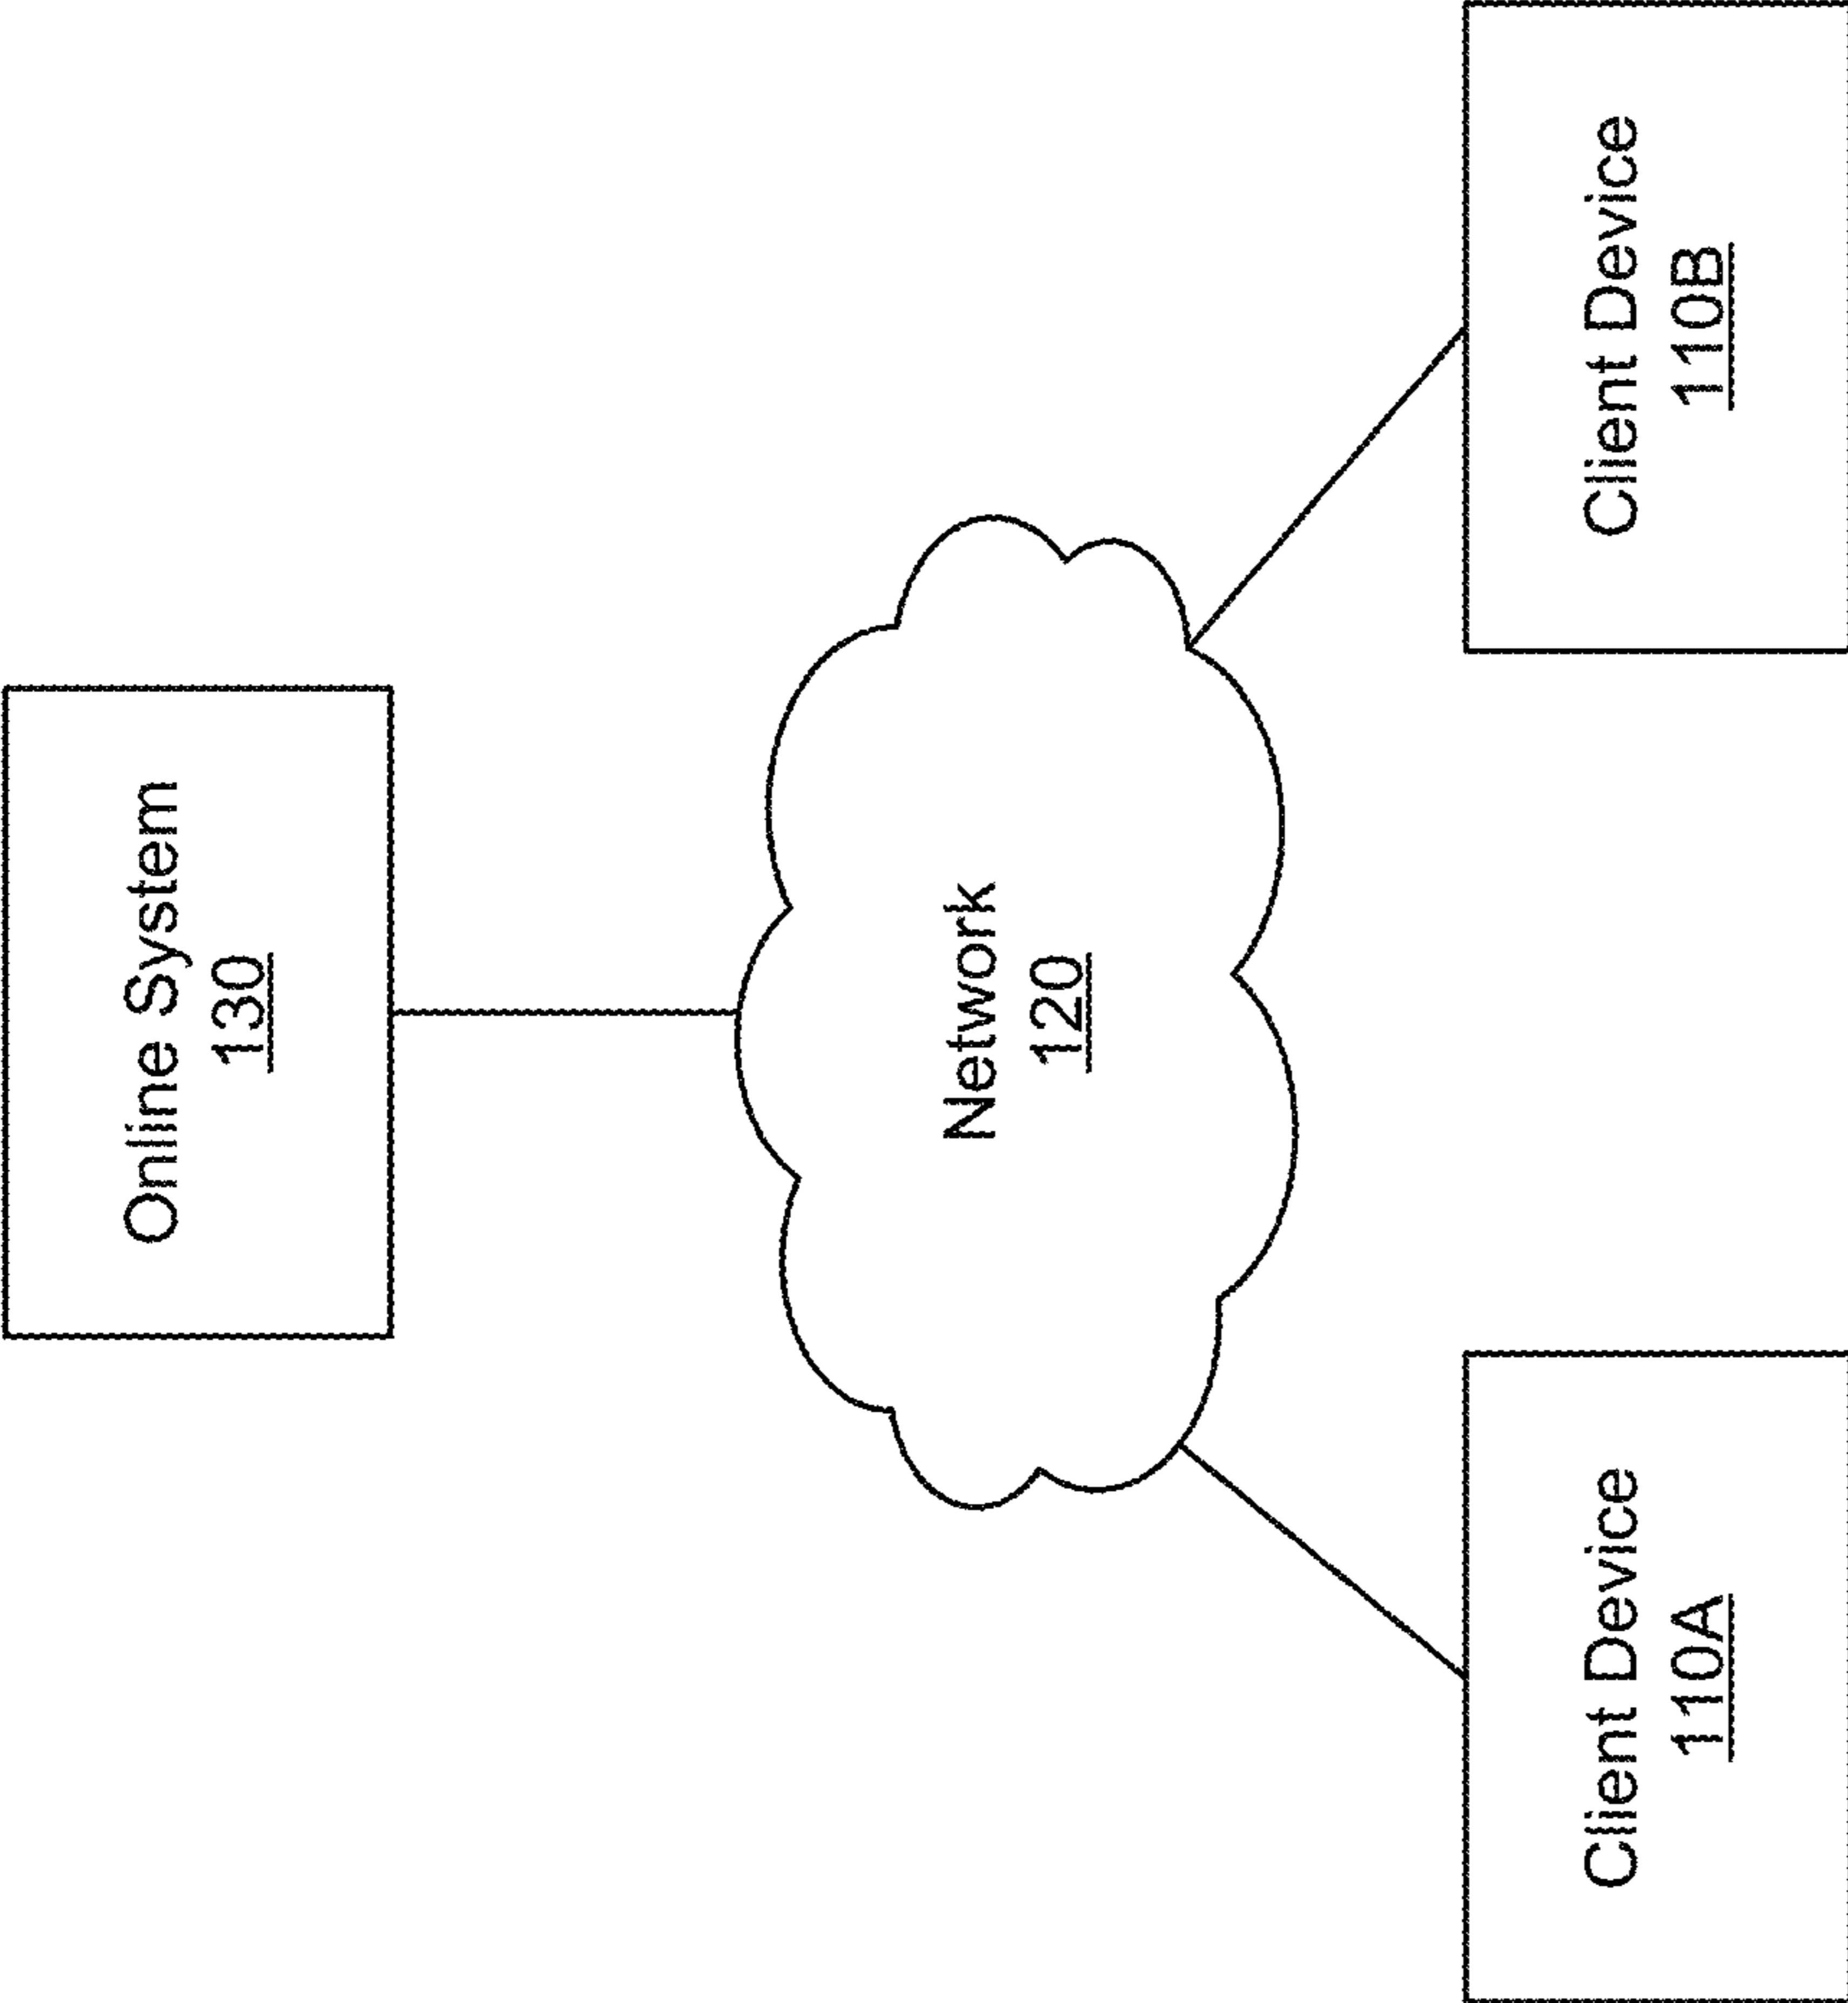 Online System
130
Network
120
Client Device
110A
Client Device
110B